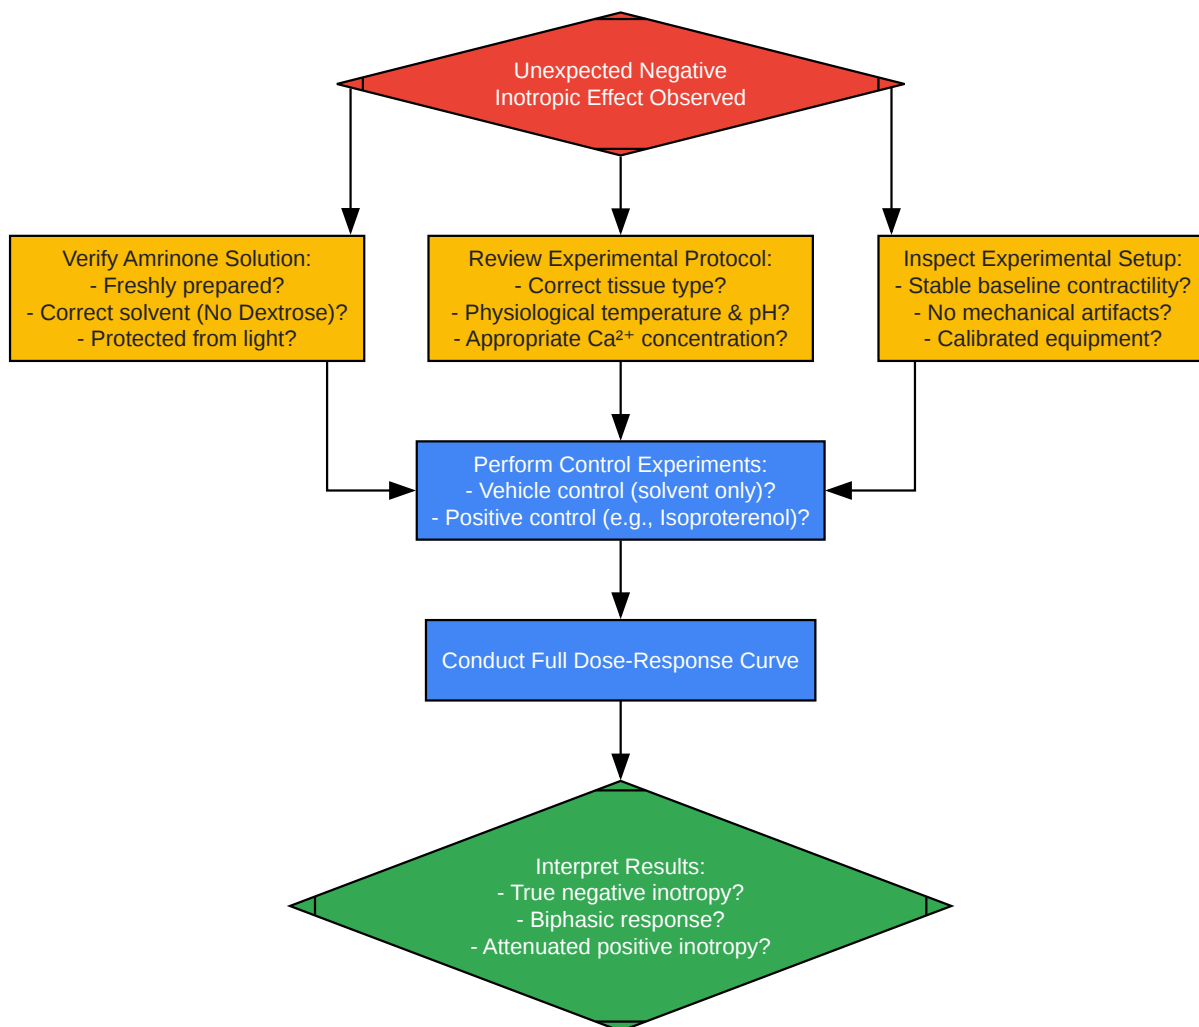 Unexpected Negative
Inotropic Effect Observed
Verify Amrinone Solution:
- Freshly prepared?
- Correct solvent (No Dextrose)?
- Protected from light?
Review Experimental Protocol:
- Correct tissue type?
- Physiological temperature & pH?
- Appropriate Ca²⁺ concentration?
Inspect Experimental Setup:
- Stable baseline contractility?
- No mechanical artifacts?
- Calibrated equipment?
Perform Control Experiments:
- Vehicle control (solvent only)?
- Positive control (e.g., Isoproterenol)?
Conduct Full Dose-Response Curve
Interpret Results:
- True negative inotropy?
- Biphasic response?
- Attenuated positive inotropy?